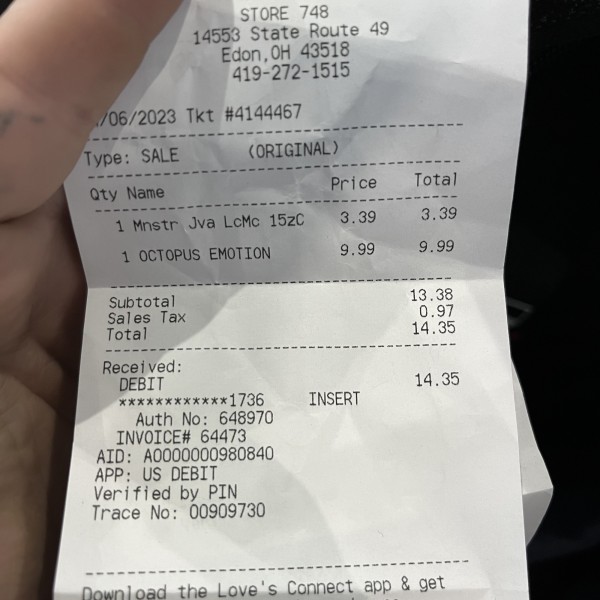 STORE 748
14553 State Route 49
Edon,OH 43518
419-272-1515
/06/2023 Tkt #4144467
Type: SALE (ORIGINAL)
Qty Name Price Total
1 Mnstr Jva LcMc 15zC 3.39 3.39
1 OCTOPUS EMOTION 9.99 9.99
Subtotal 13.38
Sales Tax 0.97
Total 14.35
Received:
DEBIT 14.35
************1736 INSERT
Auth No: 648970
INVOICE# 64473
AID: A0000000980840
APP: US DEBIT
Verified by PIN
Trace No: 00909730
Download the Love's Connect app & get